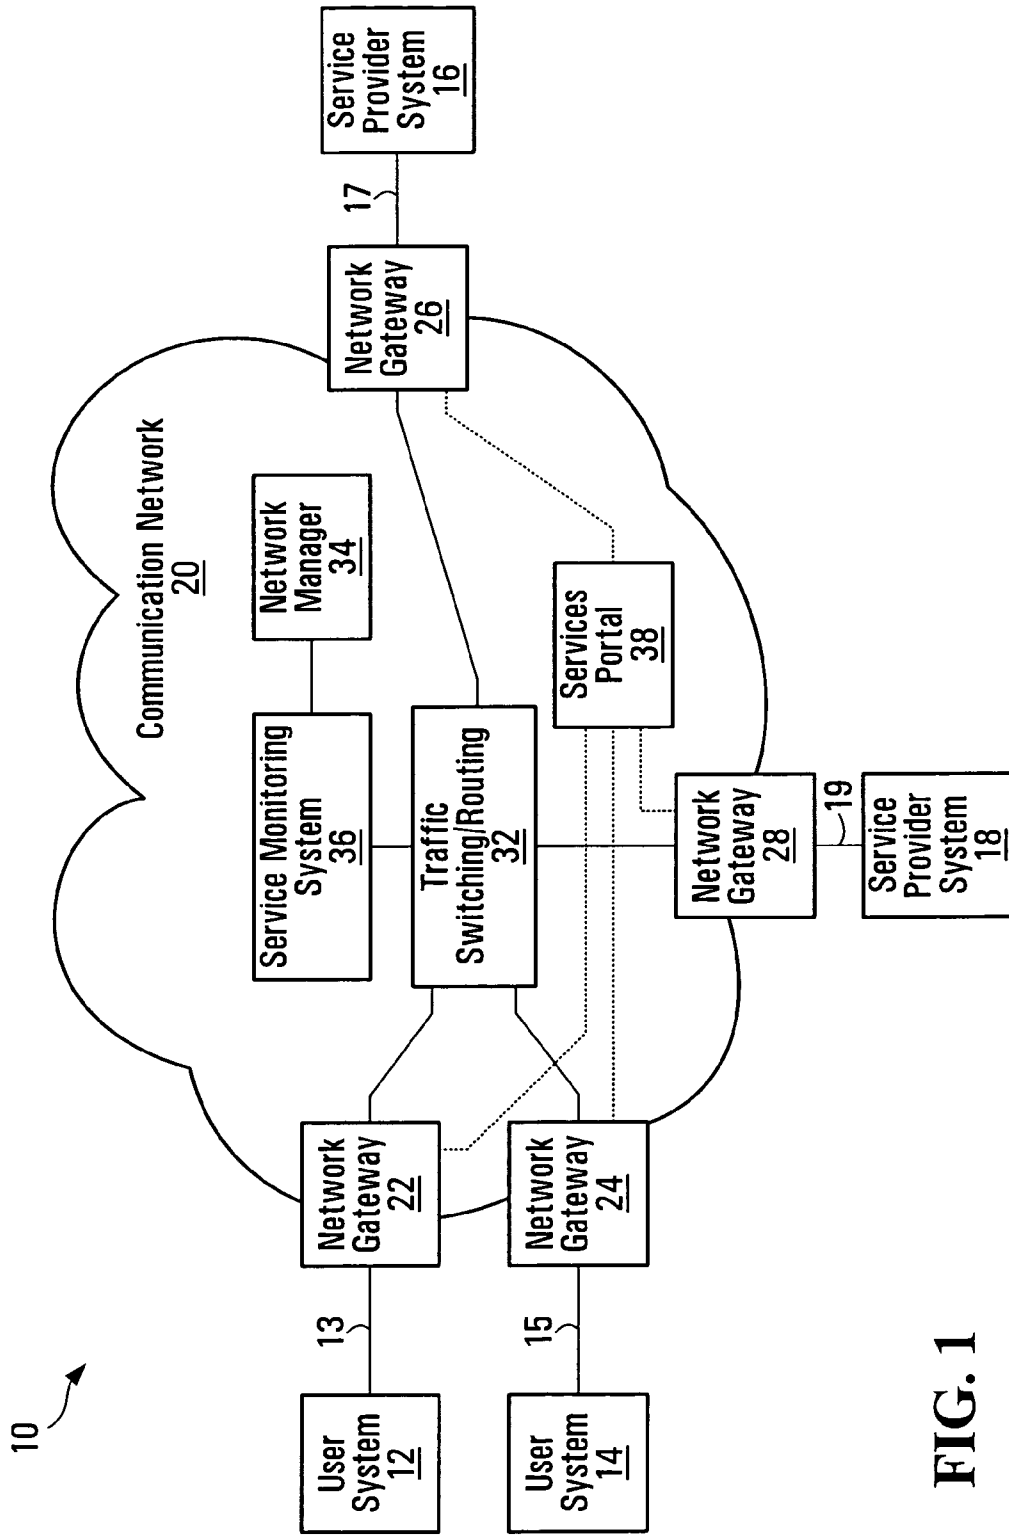 10
Communication Network
20
Service Monitoring
System
36
Network
Manager
34
User
System
12
13
Network
Gateway
22
Traffic
Switching/Routing
32
Network
Gateway
26
17
Service
Provider
System
16
User
System
14
15
Network
Gateway
24
Services
Portal
38
Network
Gateway
28
19
Service
Provider
System
18
FIG. 1